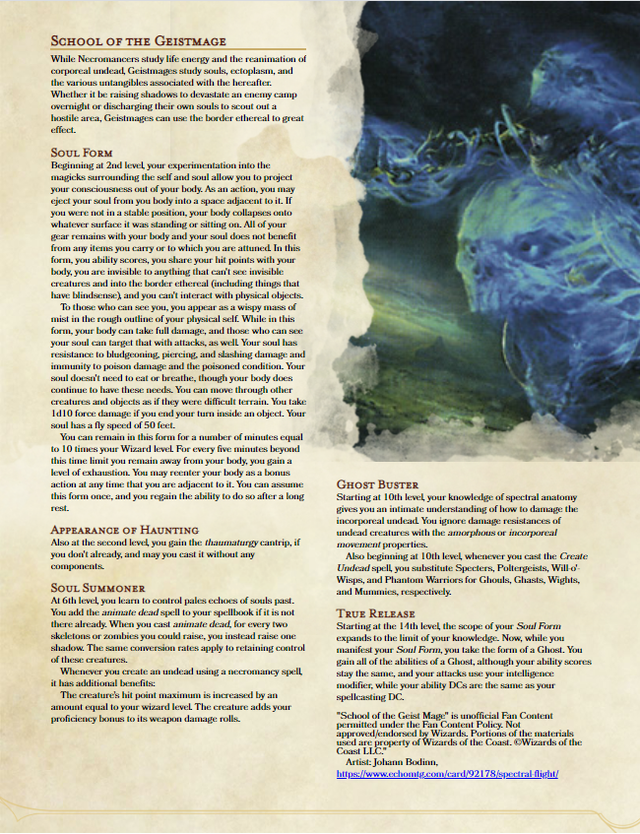 School of the Geistmage
While Necromancers study life energy and the reanimation of
corporeal undead, Geistmages study souls, ectoplasm, and
the various untangibles associated with the hereafter.
Whether it be raising shadows to devastate an enemy camp
overnight or discharging their own souls to scout out a
hostile area, Geistmages can use the border ethereal to great
effect.
Soul Form
Beginning at 2nd level, your experimentation into the
magicks surrounding the self and soul allow you to project
your consciousness out of your body. As an action, you may
eject your soul from you body into a space adjacent to it. If
you were not in a stable position, your body collapses onto
whatever surface it was standing or sitting on. All of your
gear remains with your body and your soul does not benefit
from any items you carry or to which you are attuned. In this
form, you ability scores, you share your hit points with your
body, you are invisible to anything that can't see invisible
creatures and into the border ethereal (including things that
have blindsense), and you can't interact with physical objects.
To those who can see you, you appear as a wispy mass of
mist in the rough outline of your physical self. While in this
form, your body can take full damage, and those who can see
your soul can target that with attacks, as well. Your soul has
resistance to bludgeoning, piercing, and slashing damage and
immunity to poison damage and the poisoned condition. Your
soul doesn't need to eat or breathe, though your body does
continue to have these needs. You can move through other
creatures and objects as if they were difficult terrain. You take
1d10 force damage if you end your turn inside an object. Your
soul has a fly speed of 50 feet.
You can remain in this form for a number of minutes equal
to 10 times your Wizard level. For every five minutes beyond
this time limit you remain away from your body, you gain a
level of exhaustion. You may reenter your body as a bonus
action at any time that you are adjacent to it. You can assume
this form once, and you regain the ability to do so after a long
rest.
Appearance of Haunting
Also at the second level, you gain the thaumaturgy cantrip, if
you don't already, and may you cast it without any
components.
Soul Summoner
At 6th level, you learn to control pales echoes of souls past.
You add the animate dead spell to your spellbook if it is not
there already. When you cast animate dead, for every two
skeletons or zombies you could raise, you instead raise one
shadow. The same conversion rates apply to retaining control
of these creatures.
Whenever you create an undead using a necromancy spell,
it has additional benefits:
The creature's hit point maximum is increased by an
amount equal to your wizard level. The creature adds your
proficiency bonus to its weapon damage rolls.
Ghost Buster
Starting at 10th level, your knowledge of spectral anatomy
gives you an intimate understanding of how to damage the
incorporeal undead. You ignore damage resistances of
undead creatures with the amorphous or incorporeal
movement properties.
Also beginning at 10th level, whenever you cast the Create
Undead spell, you substitute Specters, Poltergeists, Will-o'-
Wisps, and Phantom Warriors for Ghouls, Ghasts, Wights,
and Mummies, respectively.
True Release
Starting at the 14th level, the scope of your Soul Form
expands to the limit of your knowledge. Now, while you
manifest your Soul Form, you take the form of a Ghost. You
gain all of the abilities of a Ghost, although your ability scores
stay the same, and your attacks use your intelligence
modifier, while your ability DCs are the same as your
spellcasting DC.
"School of the Geist Mage" is unofficial Fan Content
permitted under the Fan Content Policy. Not
approved/endorsed by Wizards. Portions of the materials
used are property of Wizards of the Coast. ©Wizards of the
Coast LLC."
Artist: Johann Bodinn,
https://www.echomtg.com/card/92178/spectral-flight/